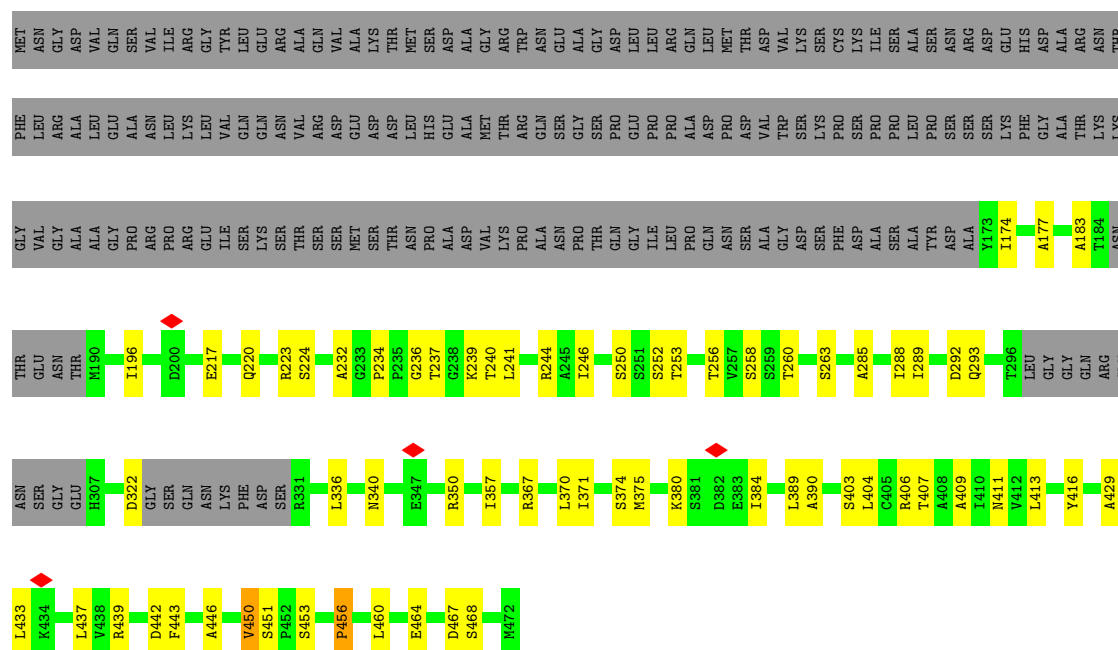 MET ASN GLY ASP VAL GLN SER VAL ILE ARG GLY TYR LEU GLU ARG ALA GLN VAL ALA LYS THR MET SER ASP ALA GLY ARG TRP ASN GLU ALA GLY ASP LEU LEU ARG GLN LEU MET THR ASP VAL LYS SER CYS LYS ILE SER ALA SER ASN ARG ASP GLU HIS ASP ALA ARG ASN THR
PHE LEU ARG ALA LEU GLU ALA ASN LEU LYS LEU VAL GLN GLN ASN VAL ARG ASP GLU ASP ASP LEU HIS GLU ALA MET THR ARG GLN SER GLY SER PRO GLU PRO PRO ALA ASP PRO ASP VAL TRP SER LYS PRO SER PRO PRO LEU PRO SER SER SER LYS PHE GLY ALA THR LYS LYS
GLY VAL GLY ALA ALA GLY PRO ARG PRO ARG GLU ILE SER LYS SER THR SER SER MET SER THR ASN PRO ALA ASP VAL LYS PRO ALA ASN PRO THR GLN GLY ILE LEU PRO GLN ASN SER ALA GLY ASP SER PHE ASP ALA SER ALA TYR ASP ALA Y173 I174 A177 A183 T184 ASN
THR GLU ASN THR M190 I196 D200 E217 Q220 R223 S224 A232 G233 P234 P235 G236 T237 G238 K239 T240 L241 R244 A245 I246 S250 S251 S252 T253 T256 V257 S258 S259 T260 S263 A285 I288 I289 D292 Q293 T296 LEU GLY GLY GLN ARG
ASN SER GLY GLU H307 D322 GLY SER GLN ASN LYS PHE ASP SER R331 L336 N340 E347 R350 I357 R367 L370 I371 S374 M375 K380 S381 D382 E383 I384 L389 A390 S403 L404 C405 R406 T407 A408 A409 I410 N411 V412 L413 Y416 A429
L433 K434 L437 V438 R439 D442 F443 A446 V450 S451 P452 S453 P456 L460 E464 D467 S468 M472